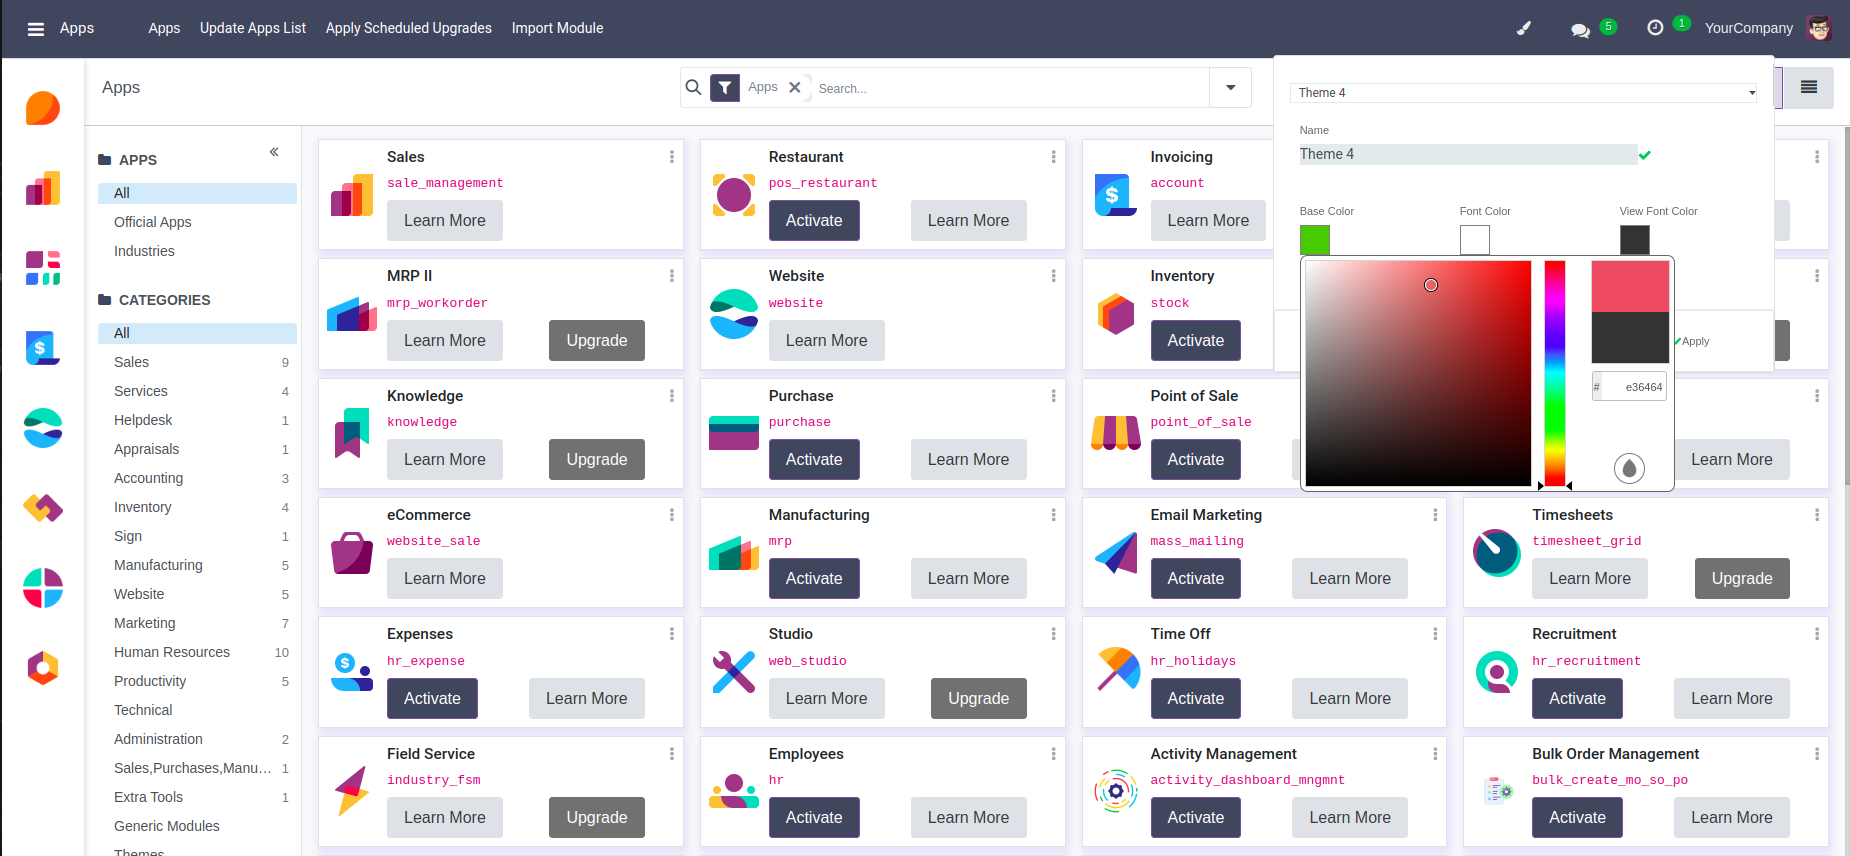 Apps Apps Update Apps List Apply Scheduled Upgrades Import Module 5 1 YourCompany
Apps
Apps Search...
Theme 4
Name
Theme 4
Base Color Font Color View Font Color
# e36464
Apply
APPS
All
Official Apps
Industries
CATEGORIES
All
Sales 9
Services 4
Helpdesk 1
Appraisals 1
Accounting 3
Inventory 4
Sign 1
Manufacturing 5
Website 5
Marketing 7
Human Resources 10
Productivity 5
Technical
Administration 2
Sales,Purchases,Manu... 1
Extra Tools 1
Generic Modules
Themes
Sales
sale_management
Learn More
Restaurant
pos_restaurant
Activate Learn More
Invoicing
account
Learn More
MRP II
mrp_workorder
Learn More Upgrade
Website
website
Learn More
Inventory
stock
Activate
Knowledge
knowledge
Learn More Upgrade
Purchase
purchase
Activate Learn More
Point of Sale
point_of_sale
Activate
Learn More
eCommerce
website_sale
Learn More
Manufacturing
mrp
Activate Learn More
Email Marketing
mass_mailing
Activate Learn More
Timesheets
timesheet_grid
Learn More Upgrade
Expenses
hr_expense
Activate Learn More
Studio
web_studio
Learn More Upgrade
Time Off
hr_holidays
Activate Learn More
Recruitment
hr_recruitment
Activate Learn More
Field Service
industry_fsm
Learn More Upgrade
Employees
hr
Activate Learn More
Activity Management
activity_dashboard_mngmnt
Activate Learn More
Bulk Order Management
bulk_create_mo_so_po
Activate Learn More